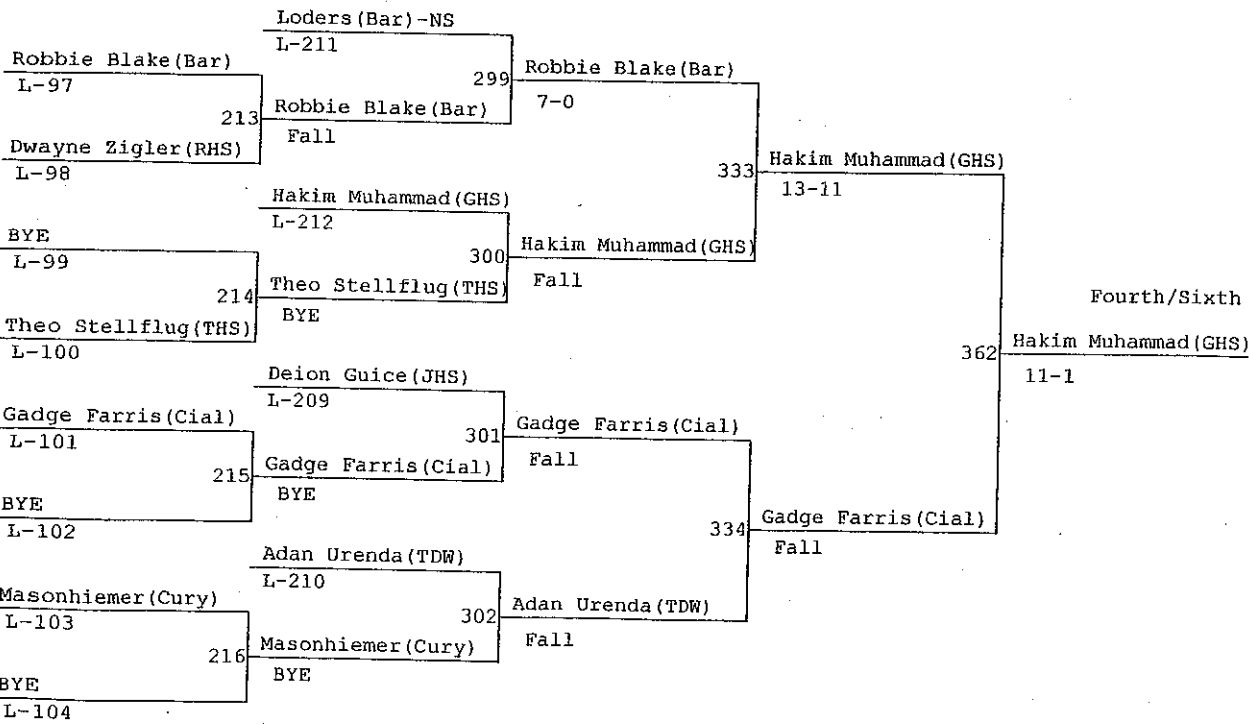 Loders(Bar)-NS
L-211
Robbie Blake(Bar)
L-97
299
Robbie Blake(Bar)
7-0
213
Robbie Blake(Bar)
Fall
Dwayne Zigler(RHS)
L-98
333
Hakim Muhammad(GHS)
13-11
Hakim Muhammad(GHS)
L-212
BYE
L-99
300
Hakim Muhammad(GHS)
Fall
214
Theo Stellflug(THS)
BYE
Theo Stellflug(THS)
L-100
Fourth/Sixth
362
Hakim Muhammad(GHS)
11-1
Deion Guice(JHS)
L-209
Gadge Farris(Cial)
L-101
301
Gadge Farris(Cial)
Fall
215
Gadge Farris(Cial)
BYE
BYE
L-102
334
Gadge Farris(Cial)
Fall
Adan Urenda(TDW)
L-210
Masonhiemer(Cury)
L-103
302
Adan Urenda(TDW)
Fall
216
Masonhiemer(Cury)
BYE
BYE
L-104